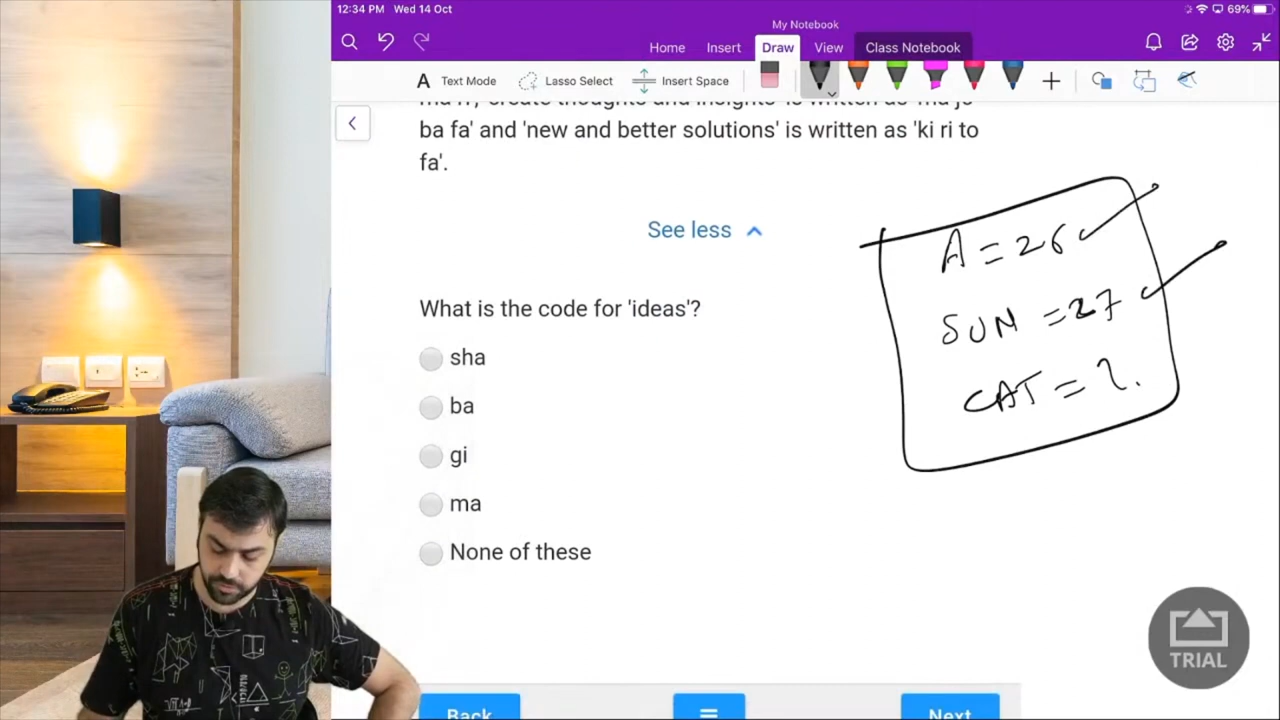 12:34 PM Wed 14 Oct
69%
My Notebook
Home Insert Draw View Class Notebook
A Text Mode Lasso Select Insert Space
ba fa' and 'new and better solutions' is written as 'ki ri to
fa'.
See less
A = 26
SUN = 27
CAT = ?
What is the code for 'ideas'?
sha
ba
gi
ma
None of these
TRIAL
Back
Next